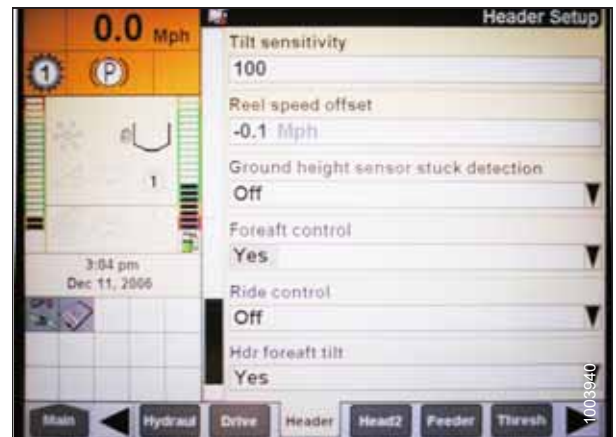 0.0 Mph
Header Setup
Tilt sensitivity
100
1
P
Reel speed offset
-0.1 Mph
Ground height sensor stuck detection
Off
1
Foreaft control
Yes
3:04 pm
Dec 11, 2006
Ride control
Off
GPS
Hdr foreaft tilt
Yes
1003940
Main
Hydraul
Drive
Header
Head2
Feeder
Thresh